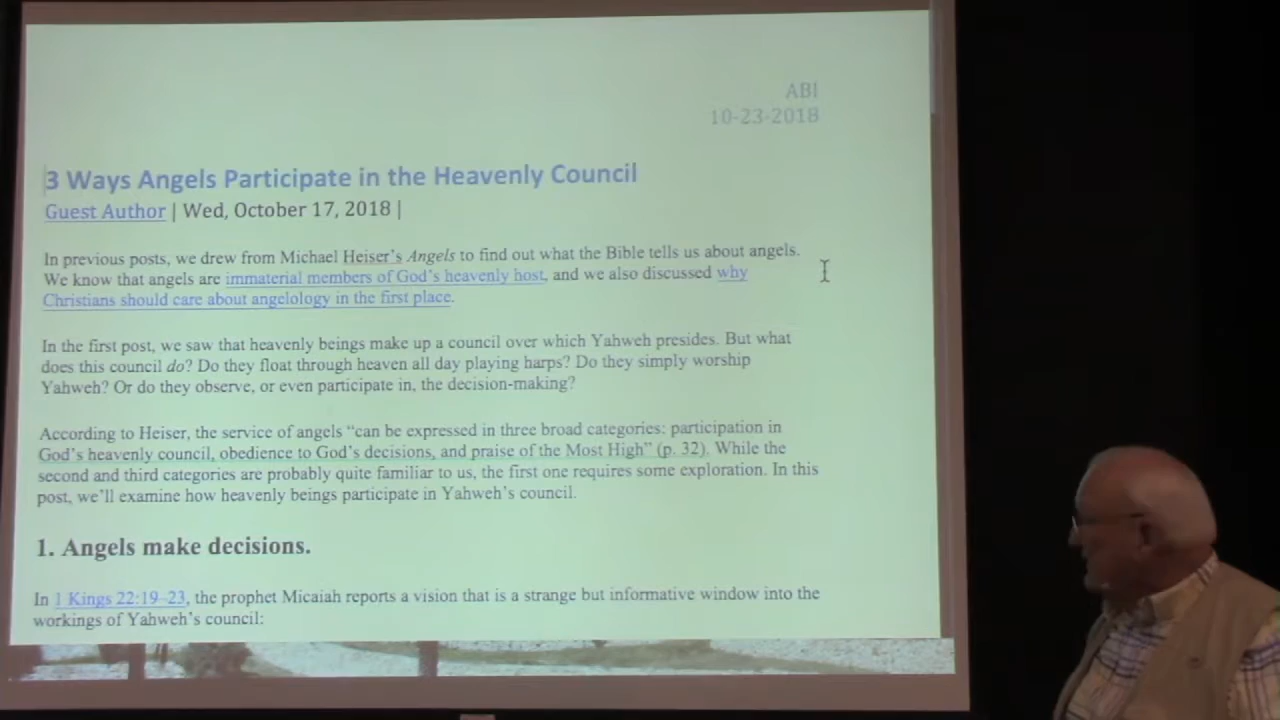 ABI
10-23-2018
3 Ways Angels Participate in the Heavenly Council
Guest Author | Wed, October 17, 2018 |
In previous posts, we drew from Michael Heiser's Angels to find out what the Bible tells us about angels.
We know that angels are immaterial members of God's heavenly host, and we also discussed why
Christians should care about angelology in the first place.
In the first post, we saw that heavenly beings make up a council over which Yahweh presides. But what
does this council do? Do they float through heaven all day playing harps? Do they simply worship
Yahweh? Or do they observe, or even participate in, the decision-making?
According to Heiser, the service of angels “can be expressed in three broad categories: participation in
God's heavenly council, obedience to God's decisions, and praise of the Most High” (p. 32). While the
second and third categories are probably quite familiar to us, the first one requires some exploration. In this
post, we'll examine how heavenly beings participate in Yahweh's council.
1. Angels make decisions.
In 1 Kings 22:19–23, the prophet Micaiah reports a vision that is a strange but informative window into the
workings of Yahweh's council: